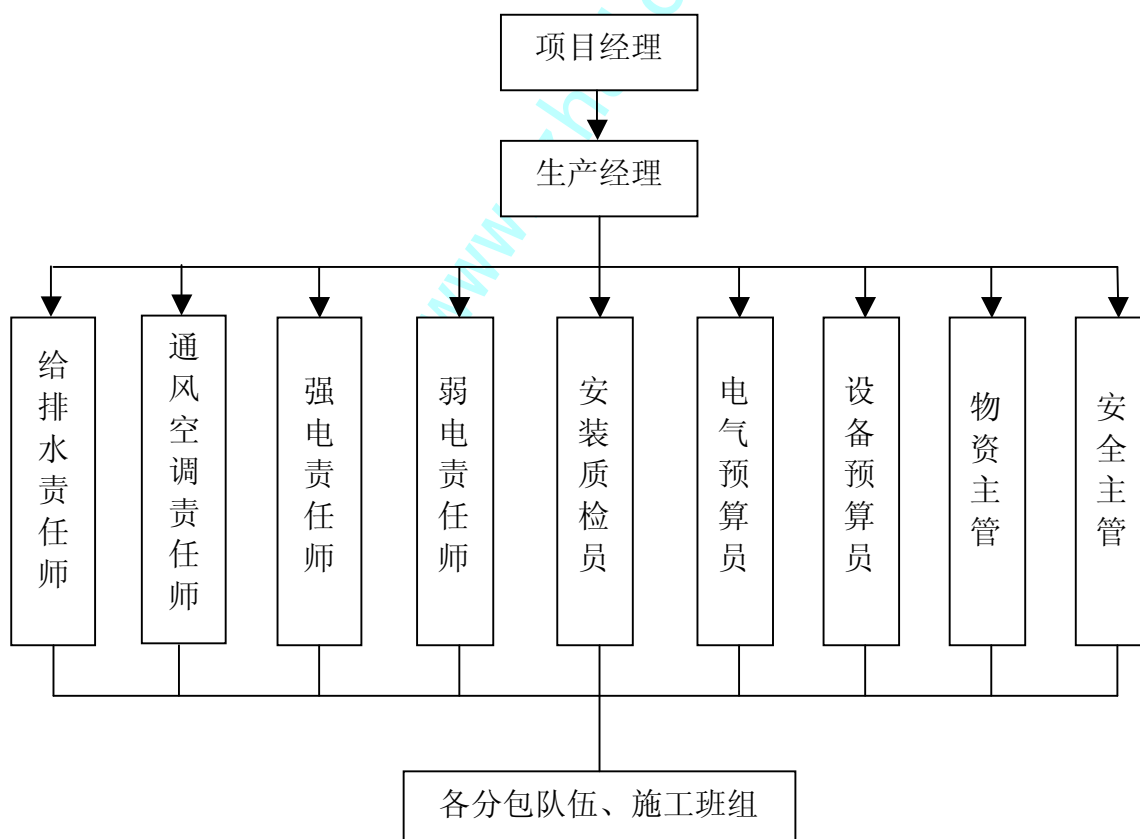 项目经理
生产经理
给排水责任师
通风空调责任师
强电责任师
弱电责任师
安装质检员
电气预算员
设备预算员
物资主管
安全主管
各分包队伍、施工班组
www